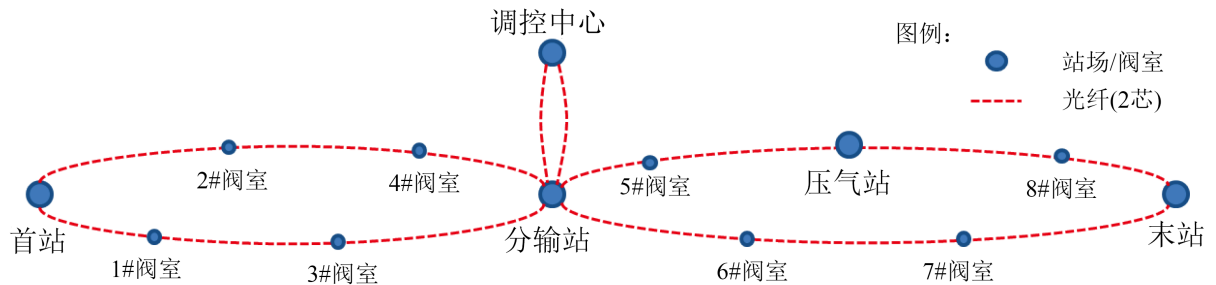 调控中心
图例：
站场/阀室
光纤(2芯)
2#阀室
4#阀室
5#阀室
压气站
8#阀室
首站
分输站
末站
1#阀室
3#阀室
6#阀室
7#阀室